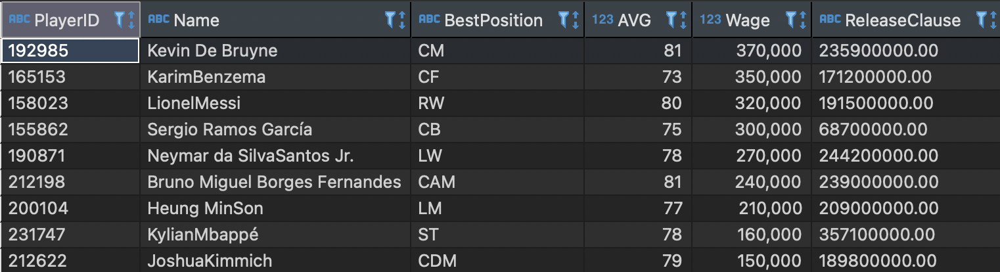 ABC PlayerID ABC Name ABC BestPosition 123 AVG 123 Wage ABC ReleaseClause
192985 Kevin De Bruyne CM 81 370,000 235900000.00
165153 KarimBenzema CF 73 350,000 171200000.00
158023 LionelMessi RW 80 320,000 191500000.00
155862 Sergio Ramos García CB 75 300,000 68700000.00
190871 Neymar da SilvaSantos Jr. LW 78 270,000 244200000.00
212198 Bruno Miguel Borges Fernandes CAM 81 240,000 239000000.00
200104 Heung MinSon LM 77 210,000 209000000.00
231747 KylianMbappé ST 78 160,000 357100000.00
212622 JoshuaKimmich CDM 79 150,000 189800000.00